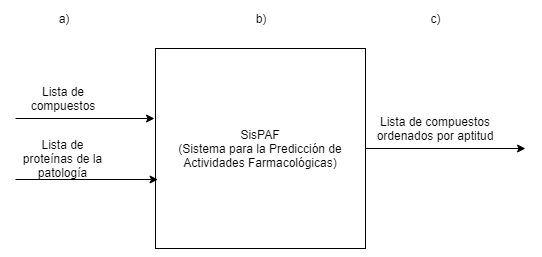 a)
b)
c)
Lista de
compuestos
Lista de
proteínas de la
patología
SisPAF
(Sistema para la Predicción de
Actividades Farmacológicas)
Lista de compuestos
ordenados por aptitud